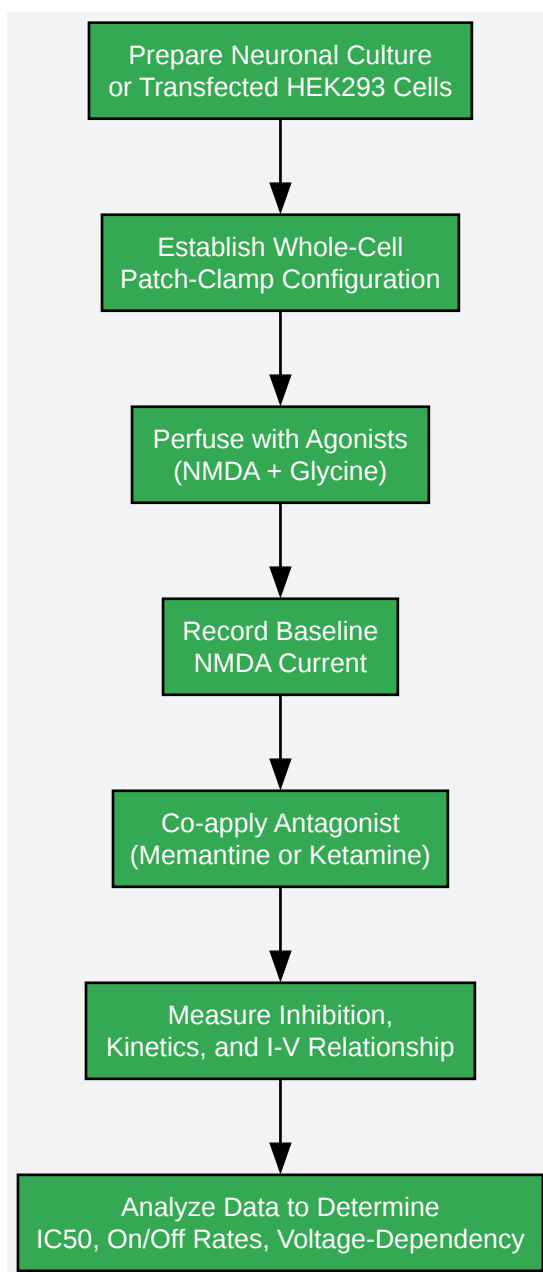 Prepare Neuronal Culture
or Transfected HEK293 Cells
Establish Whole-Cell
Patch-Clamp Configuration
Perfuse with Agonists
(NMDA + Glycine)
Record Baseline
NMDA Current
Co-apply Antagonist
(Memantine or Ketamine)
Measure Inhibition,
Kinetics, and I-V Relationship
Analyze Data to Determine
IC50, On/Off Rates, Voltage-Dependency